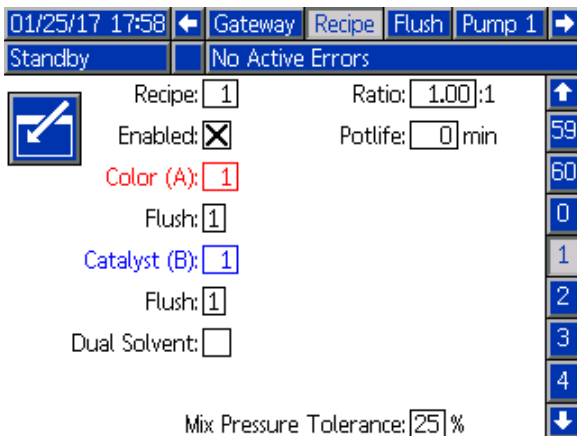 01/25/17 17:58 Gateway Recipe Flush Pump 1
Standby No Active Errors
Recipe: 1 Ratio: 1.00:1
Enabled: Potlife: 0 min
Color (A): 1
Flush: 1
Catalyst (B): 1
Flush: 1
Dual Solvent:
Mix Pressure Tolerance: 25 %
59
60
0
1
2
3
4